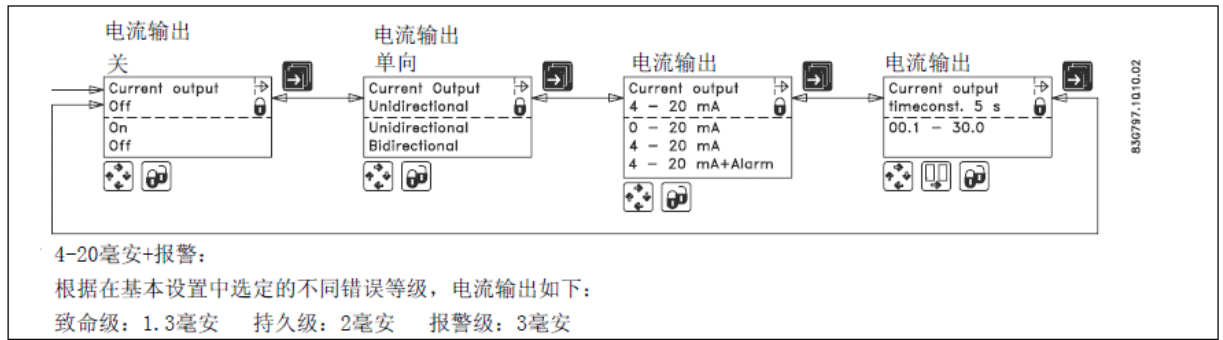 电流输出
关
Current output
Off
On
Off
电流输出
单向
Current Output
Unidirectional
Unidirectional
Bidirectional
电流输出
Current output
4 - 20 mA
0 - 20 mA
4 - 20 mA
4 - 20 mA+Alarm
电流输出
Current output
timeconst. 5 s
00.1 - 30.0
83G797.1010.02
4-20毫安+报警:
根据在基本设置中选定的不同错误等级，电流输出如下:
致命级: 1.3毫安 持久级: 2毫安 报警级: 3毫安